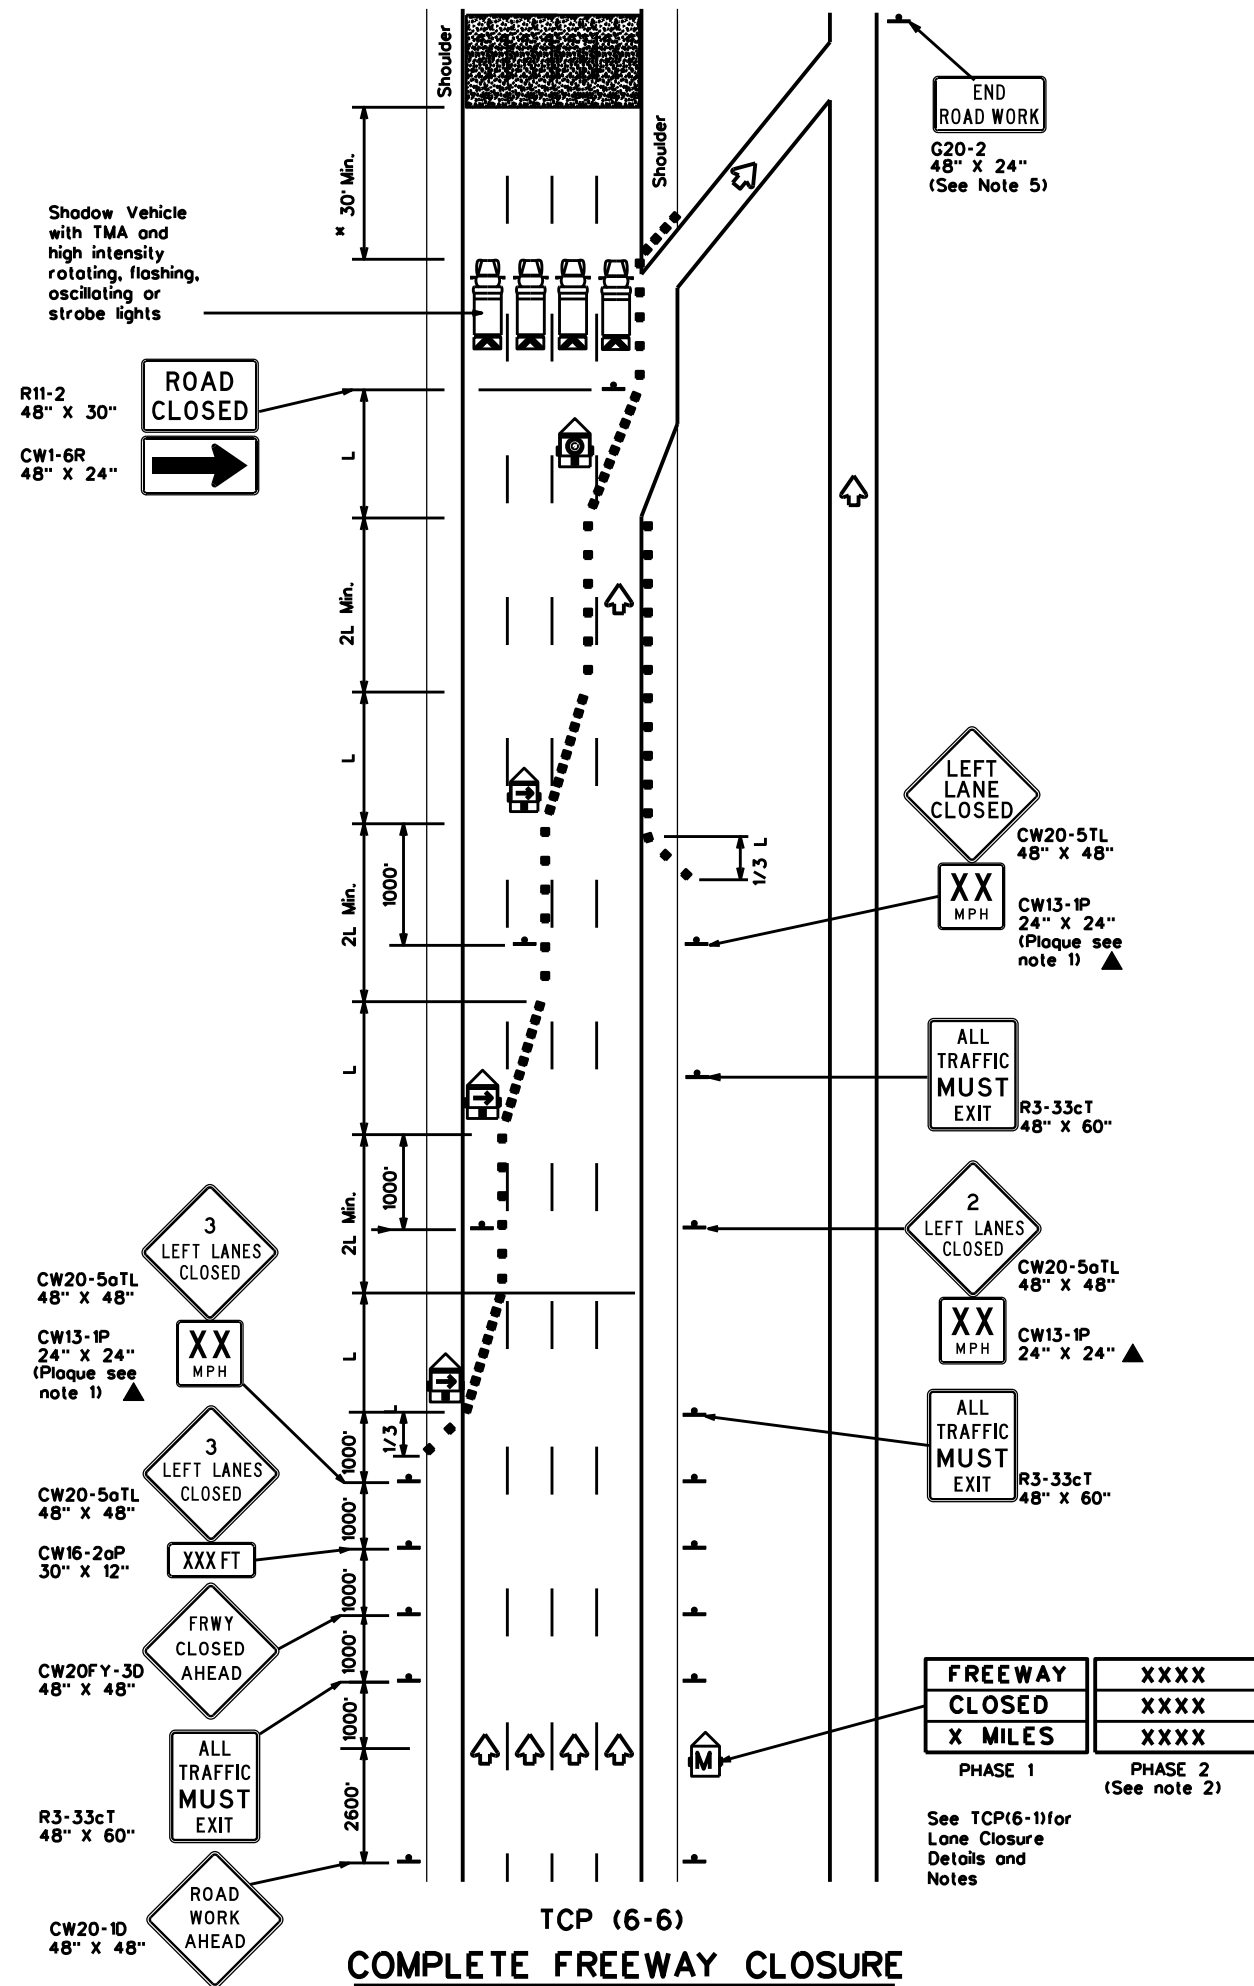 Shoulder
Shoulder
END
ROAD WORK
G20-2
48" X 24"
(See Note 5)
* 30' Min.
Shadow Vehicle
with TMA and
high intensity
rotating, flashing,
oscillating or
strobe lights
ROAD
CLOSED
R11-2
48" X 30"
CW1-6R
48" X 24"
L
2L Min.
L
LEFT
LANE
CLOSED
CW20-5TL
48" X 48"
XX
MPH
CW13-1P
24" X 24"
(Plaque see
note 1) ▲
1/3 L
1000'
2L Min.
ALL
TRAFFIC
MUST
EXIT
R3-33cT
48" X 60"
L
1000'
2L Min.
2
LEFT LANES
CLOSED
CW20-5aTL
48" X 48"
XX
MPH
CW13-1P
24" X 24" ▲
3
LEFT LANES
CLOSED
CW20-5aTL
48" X 48"
XX
MPH
CW13-1P
24" X 24"
(Plaque see
note 1) ▲
L
1/3 L
ALL
TRAFFIC
MUST
EXIT
R3-33cT
48" X 60"
3
LEFT LANES
CLOSED
CW20-5aTL
48" X 48"
CW16-2aP
30" X 12"
XXX FT
1000'
1000'
1000'
1000'
1000'
2600'
FRWY
CLOSED
AHEAD
CW20FY-3D
48" X 48"
ALL
TRAFFIC
MUST
EXIT
R3-33cT
48" X 60"
M
FREEWAY
CLOSED
X MILES
PHASE 1
XXXX
XXXX
XXXX
PHASE 2
(See note 2)
See TCP(6-1)for
Lane Closure
Details and
Notes
ROAD
WORK
AHEAD
CW20-1D
48" X 48"
TCP (6-6)
COMPLETE FREEWAY CLOSURE